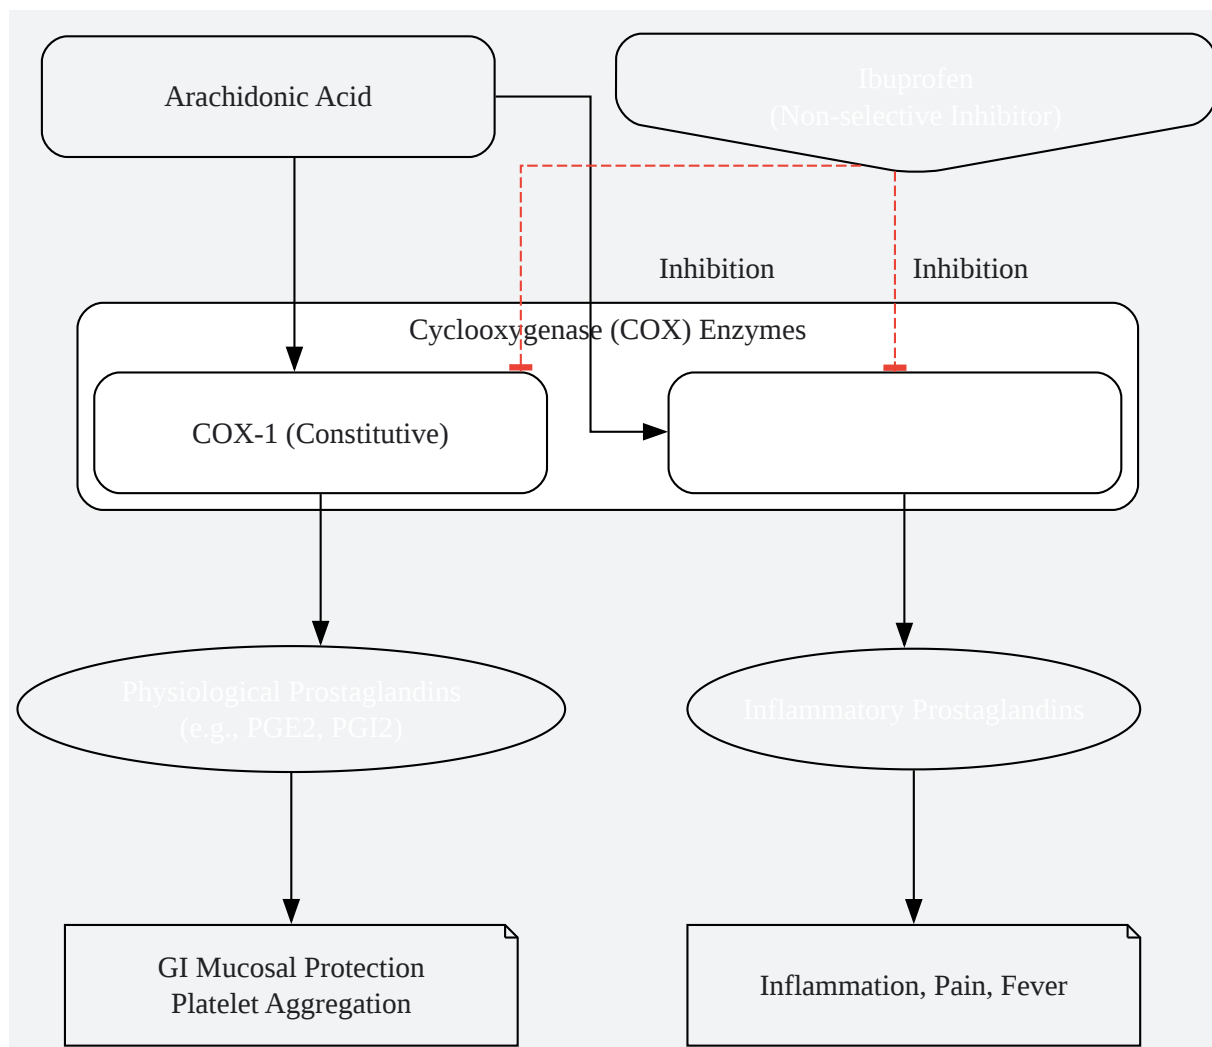 Arachidonic Acid
Ibuprofen
(Non-selective Inhibitor)
Inhibition
Inhibition
Cyclooxygenase (COX) Enzymes
COX-1 (Constitutive)
Physiological Prostaglandins
(e.g., PGE2, PGI2)
Inflammatory Prostaglandins
GI Mucosal Protection
Platelet Aggregation
Inflammation, Pain, Fever